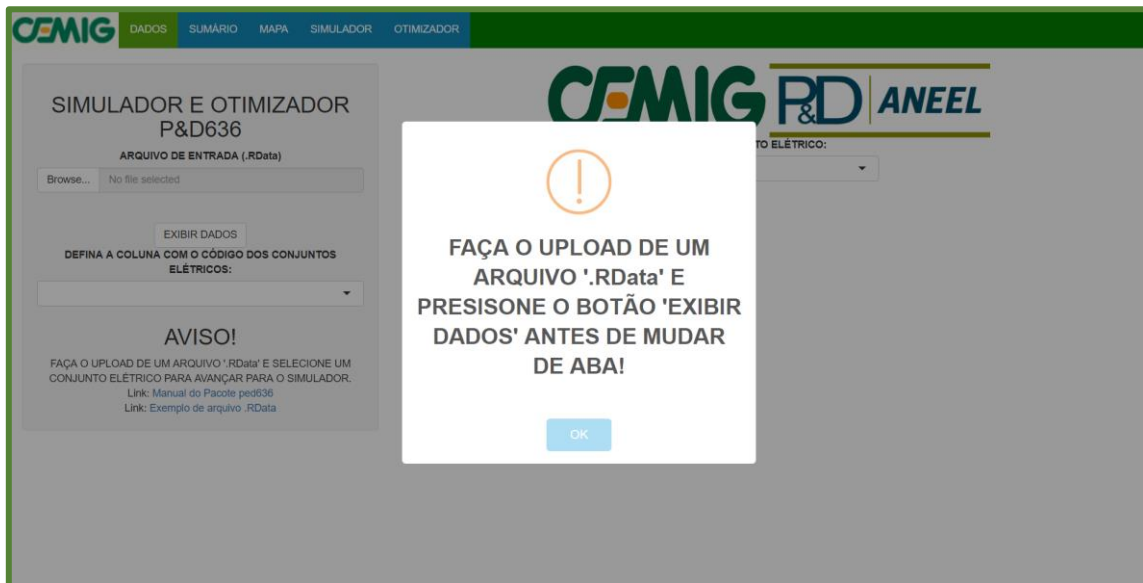 CEMIG DADOS SUMÁRIO MAPA SIMULADOR OTIMIZADOR
SIMULADOR E OTIMIZADOR
P&D636
ARQUIVO DE ENTRADA (.RData)
Browse... No file selected
EXIBIR DADOS
DEFINA A COLUNA COM O CÓDIGO DOS CONJUNTOS
ELÉTRICOS:
AVISO!
FAÇA O UPLOAD DE UM ARQUIVO '.RData' E SELECIONE UM
CONJUNTO ELÉTRICO PARA AVANÇAR PARA O SIMULADOR.
Link: Manual do Pacote ped636
Link: Exemplo de arquivo .RData
CEMIG P&D ANEEL
TO ELÉTRICO:
FAÇA O UPLOAD DE UM
ARQUIVO '.RData' E
PRESISONE O BOTÃO 'EXIBIR
DADOS' ANTES DE MUDAR
DE ABA!
OK